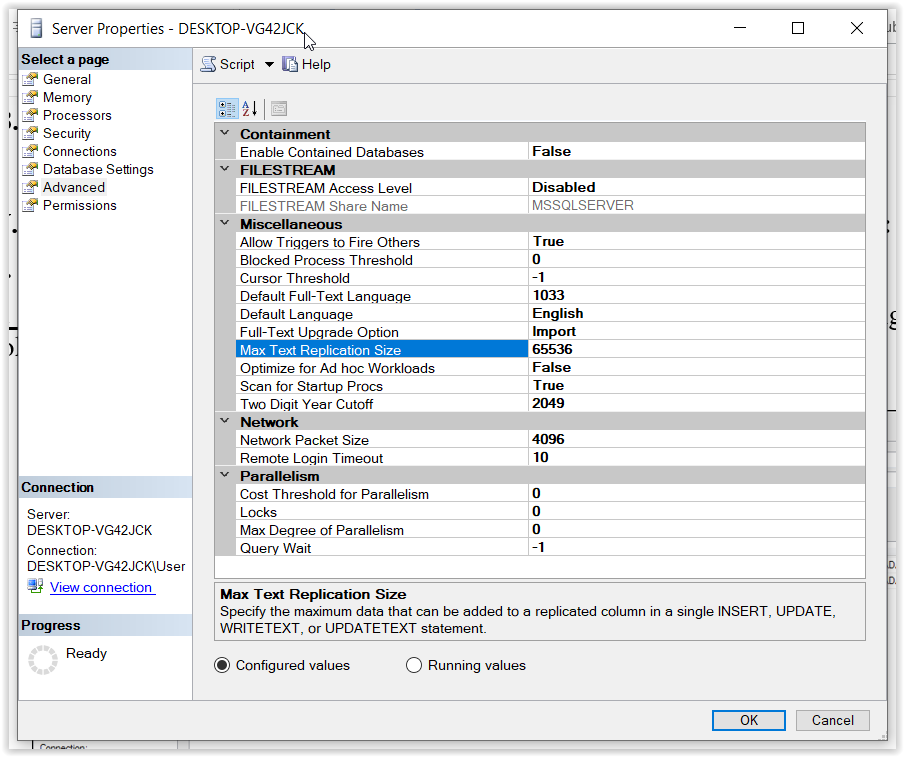 Server Properties - DESKTOP-VG42JCK
Select a page
General
Memory
Processors
Security
Connections
Database Settings
Advanced
Permissions
Script
Help
Containment
Enable Contained Databases False
FILESTREAM
FILESTREAM Access Level Disabled
FILESTREAM Share Name MSSQLSERVER
Miscellaneous
Allow Triggers to Fire Others True
Blocked Process Threshold 0
Cursor Threshold -1
Default Full-Text Language 1033
Default Language English
Full-Text Upgrade Option Import
Max Text Replication Size 65536
Optimize for Ad hoc Workloads False
Scan for Startup Procs True
Two Digit Year Cutoff 2049
Network
Network Packet Size 4096
Remote Login Timeout 10
Parallelism
Cost Threshold for Parallelism 0
Locks 0
Max Degree of Parallelism 0
Query Wait -1
Max Text Replication Size
Specify the maximum data that can be added to a replicated column in a single INSERT, UPDATE,
WRITETEXT, or UPDATETEXT statement.
Configured values
Running values
Connection
Server:
DESKTOP-VG42JCK
Connection:
DESKTOP-VG42JCK\User
View connection
Progress
Ready
OK
Cancel
Connection: